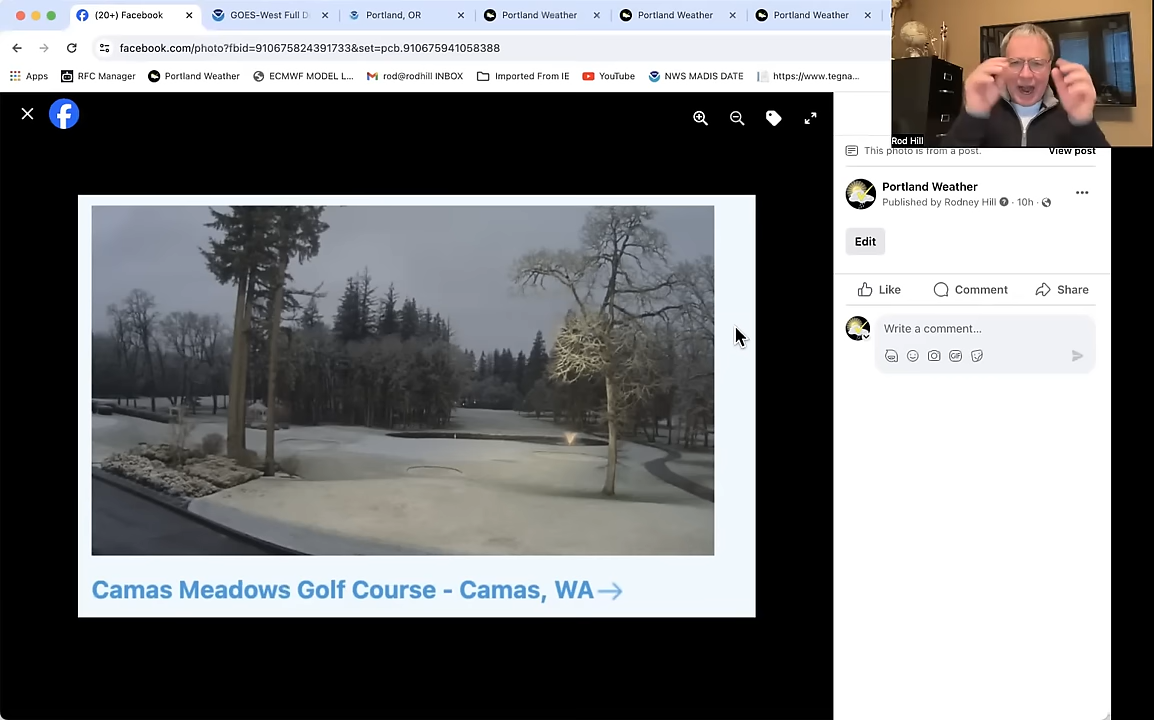 (20+) Facebook
GOES-West Full D
Portland, OR
Portland Weather
Portland Weather
Portland Weather
facebook.com/photo?fbid=910675824391733&set=pcb.910675941058388
Apps
RFC Manager
Portland Weather
ECMWF MODEL L...
rod@rodhill INBOX
Imported From IE
YouTube
NWS MADIS DATE
https://www.tegna...
Rod Hill
This photo is from a post.
View post
Portland Weather
Published by Rodney Hill · 10h ·
Edit
Like
Comment
Share
Write a comment...
GIF
Camas Meadows Golf Course - Camas, WA→